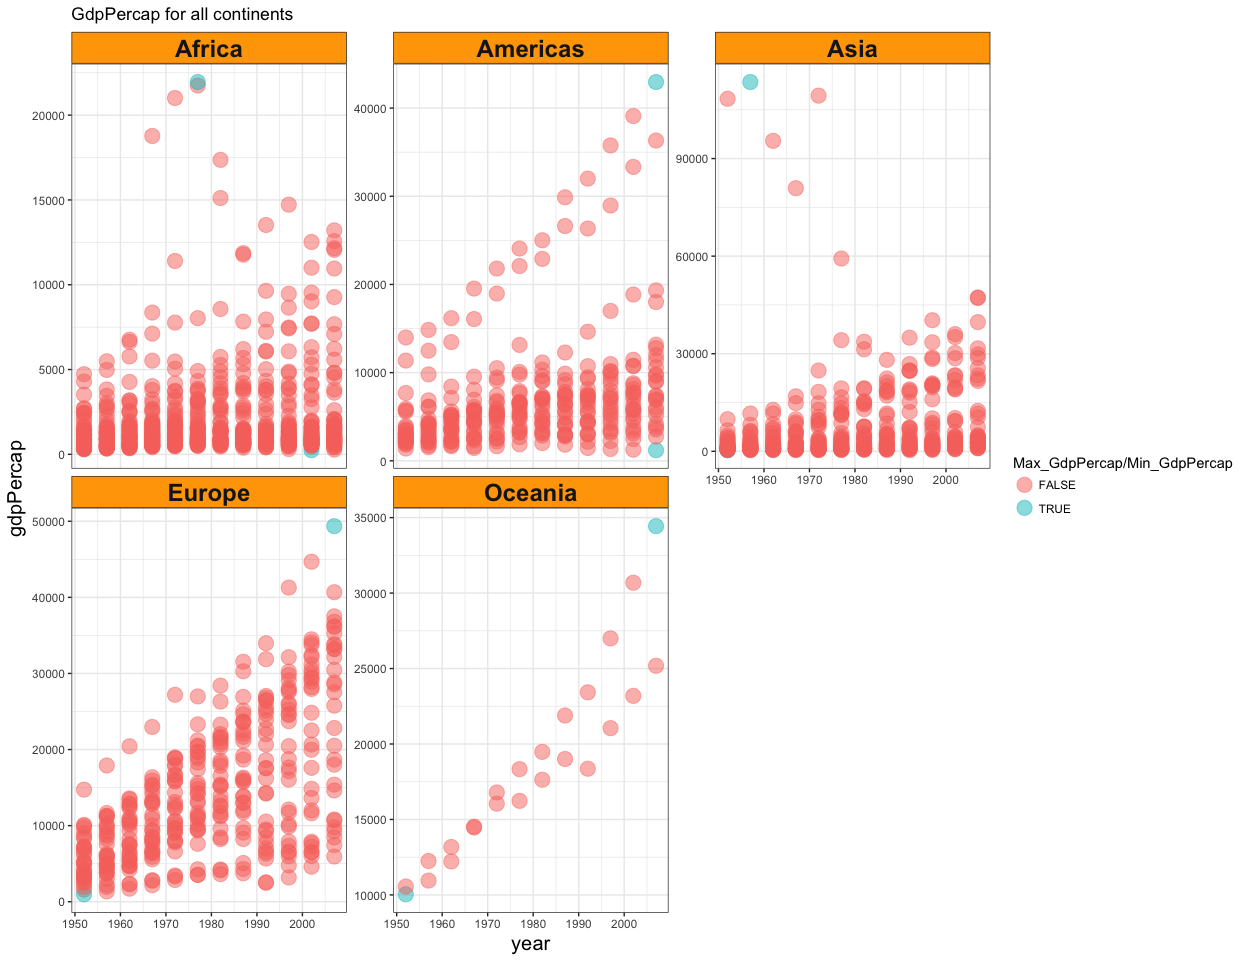 GdpPercap for all continents
Africa
Americas
Asia
20000
15000
10000
5000
0
40000
30000
20000
10000
0
90000
60000
30000
0
1950 1960 1970 1980 1990 2000
gdpPercap
Max_GdpPercap/Min_GdpPercap
FALSE
TRUE
Europe
Oceania
50000
40000
30000
20000
10000
0
35000
30000
25000
20000
15000
10000
1950 1960 1970 1980 1990 2000
1950 1960 1970 1980 1990 2000
year